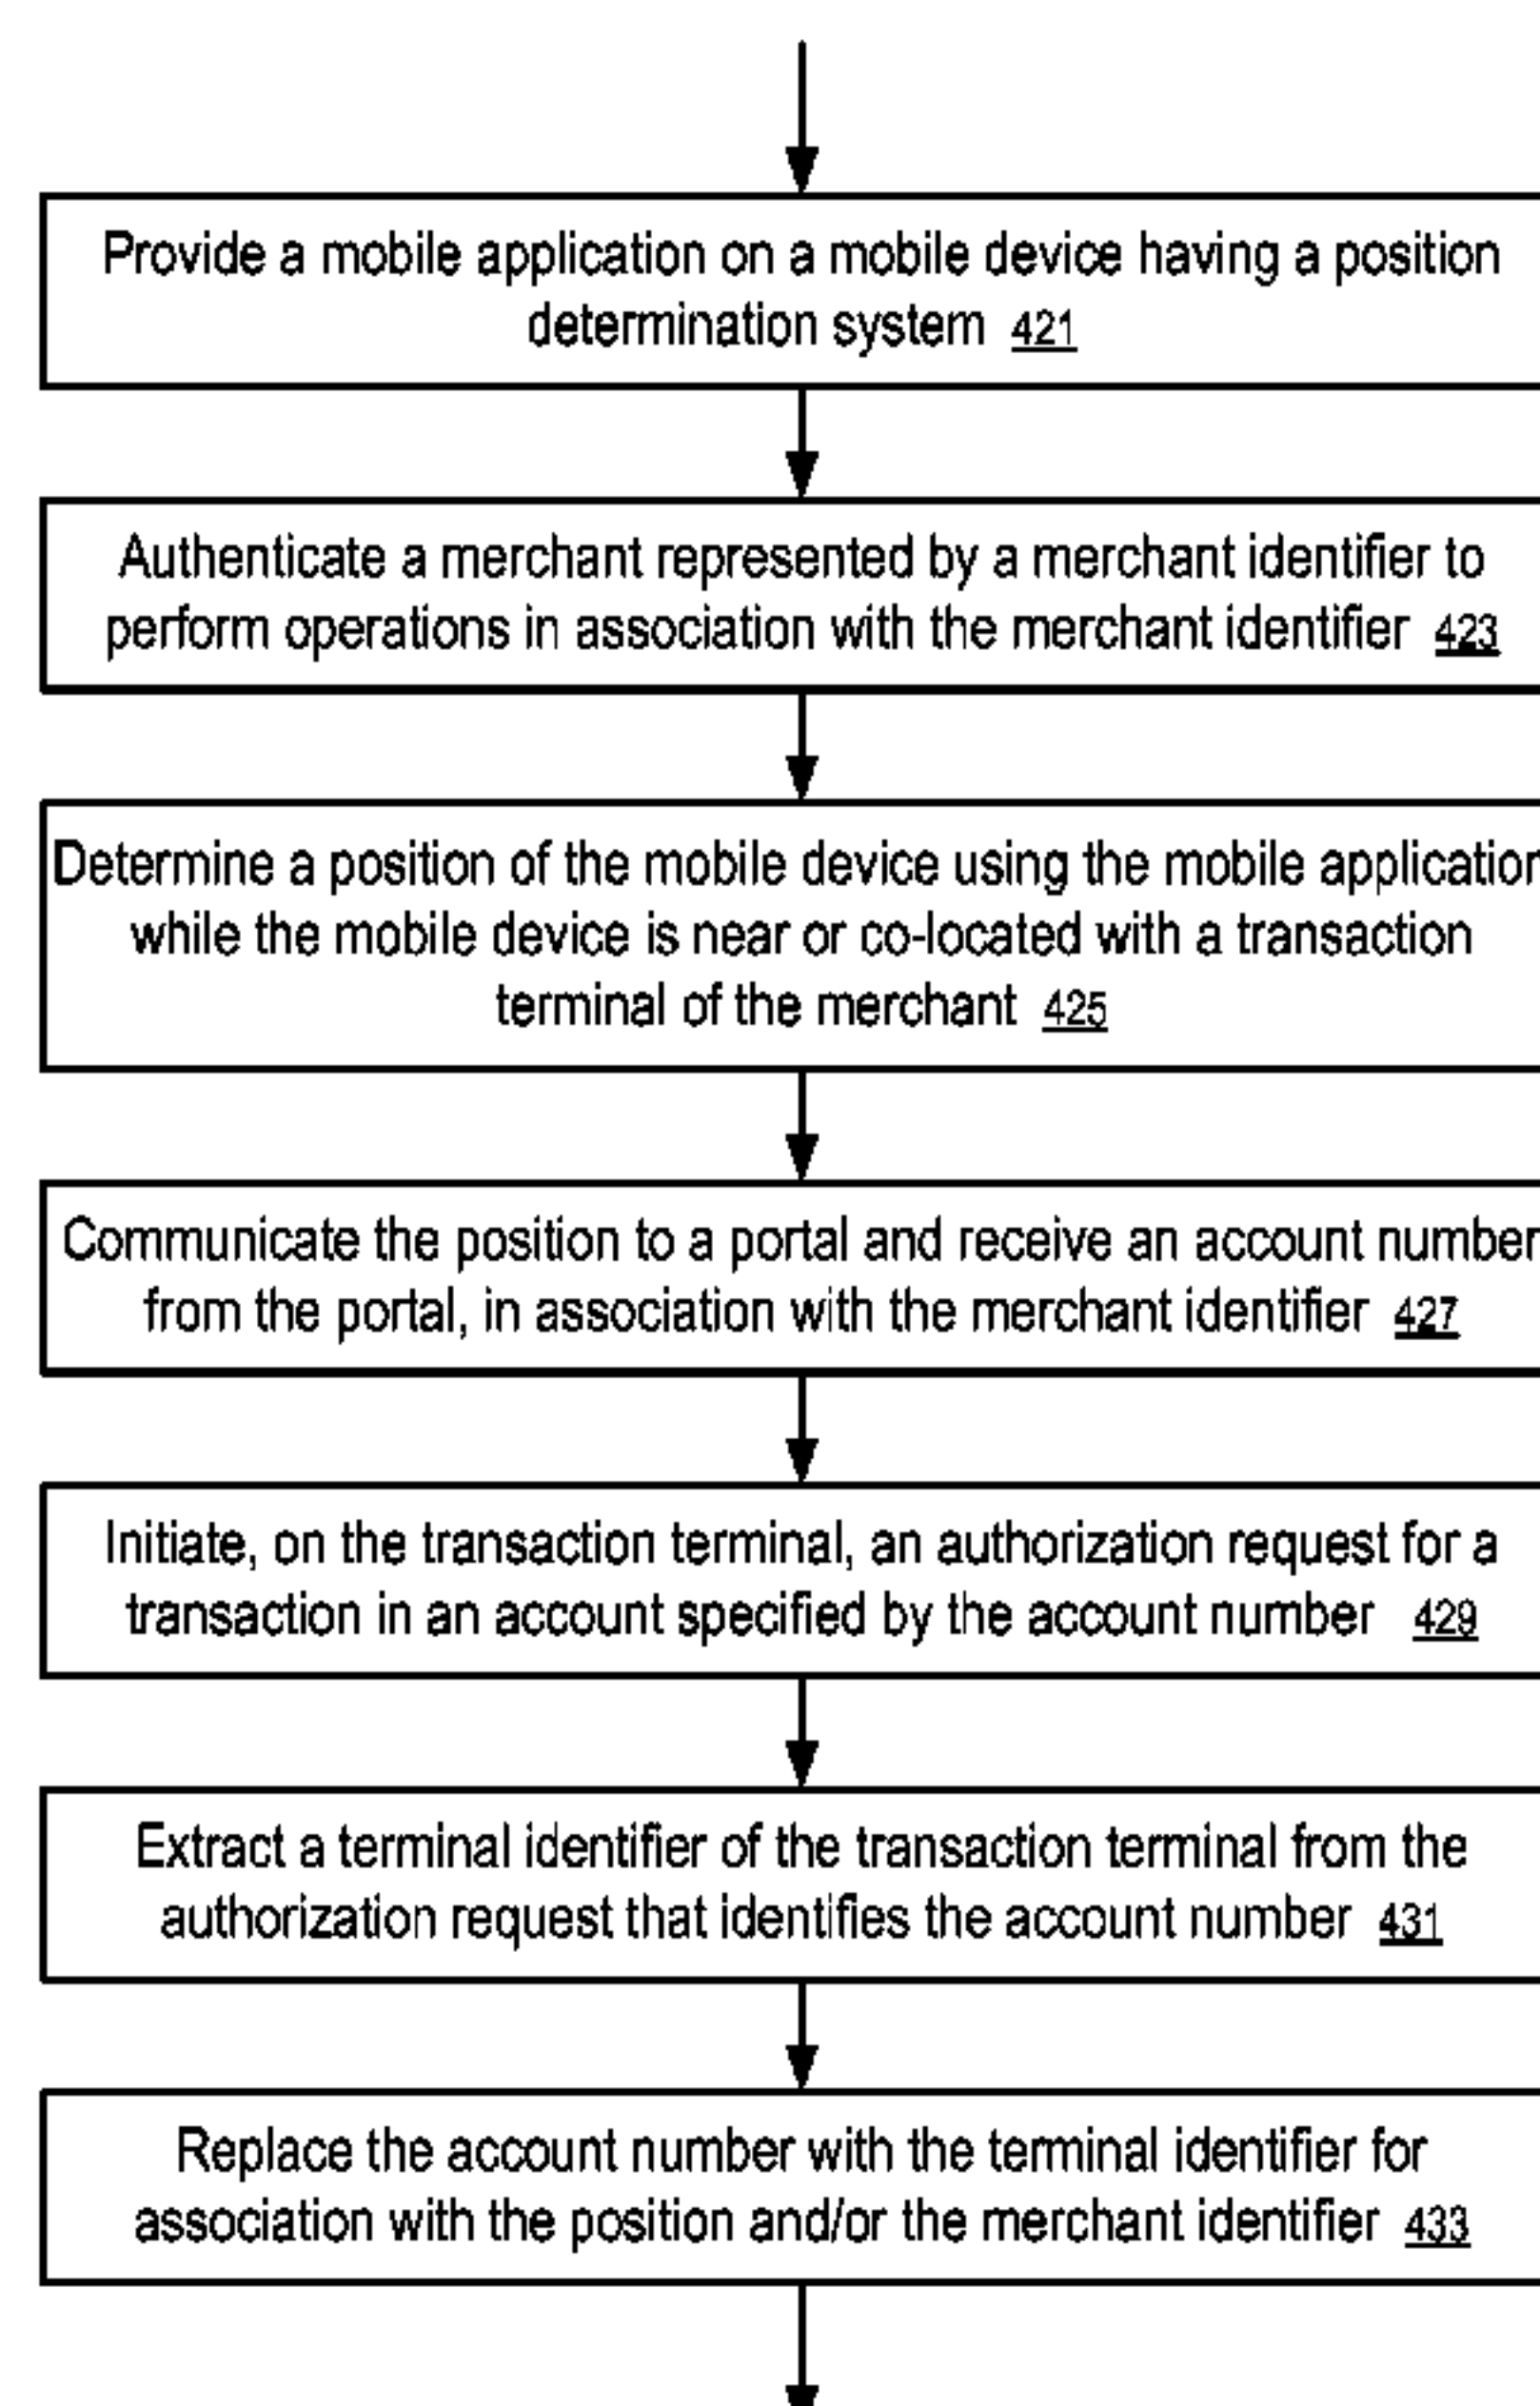 Provide a mobile application on a mobile device having a position
determination system 421
Authenticate a merchant represented by a merchant identifier to
perform operations in association with the merchant identifier 423
Determine a position of the mobile device using the mobile application
while the mobile device is near or co-located with a transaction
terminal of the merchant 425
Communicate the position to a portal and receive an account number
from the portal, in association with the merchant identifier 427
Initiate, on the transaction terminal, an authorization request for a
transaction in an account specified by the account number 429
Extract a terminal identifier of the transaction terminal from the
authorization request that identifies the account number 431
Replace the account number with the terminal identifier for
association with the position and/or the merchant identifier 433